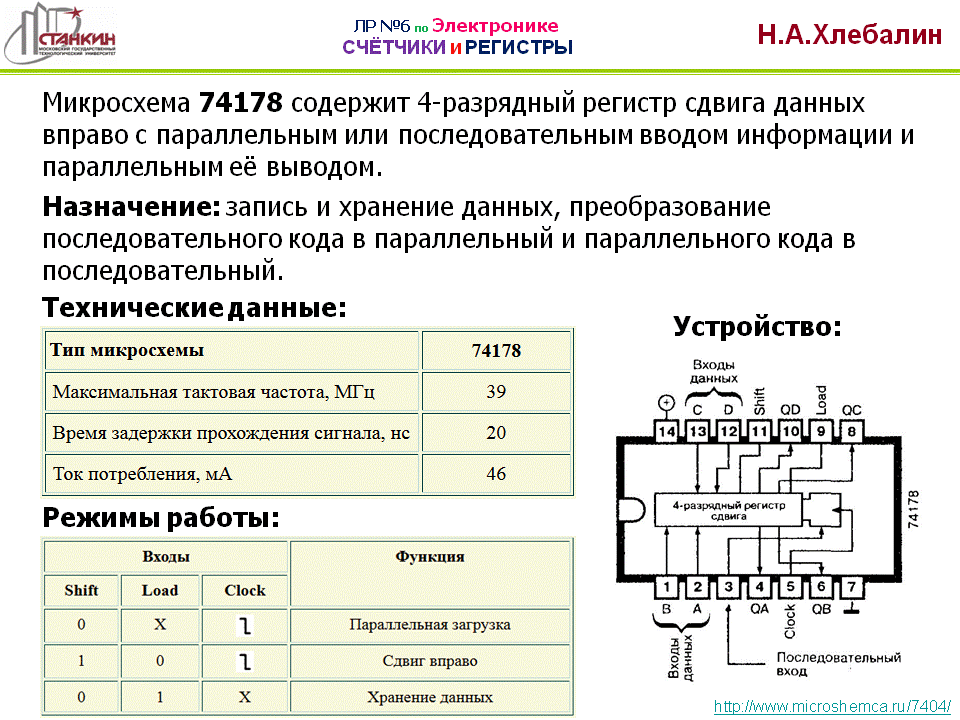 СТАНКИН
МОСКОВСКИЙ ГОСУДАРСТВЕННЫЙ
ТЕХНОЛОГИЧЕСКИЙ УНИВЕРСИТЕТ
ЛР №6 по Электронике
СЧЁТЧИКИ и РЕГИСТРЫ
Н.А.Хлебалин
Микросхема 74178 содержит 4-разрядный регистр сдвига данных
вправо с параллельным или последовательным вводом информации и
параллельным её выводом.
Назначение: запись и хранение данных, преобразование
последовательного кода в параллельный и параллельного кода в
последовательный.
Технические данные:
Тип микросхемы 74178
Максимальная тактовая частота, МГц 39
Время задержки прохождения сигнала, нс 20
Ток потребления, мА 46
Режимы работы:
Входы Функция
Shift Load Clock
0 X Параллельная загрузка
1 0 Сдвиг вправо
0 1 X Хранение данных
Устройство:
Входы
данных
C D Shift QD Load QC
14 13 12 11 10 9 8
4-разрядный регистр
сдвига
74178
1 2 3 4 5 6 7
B A QA Clock QB
Входы
данных
Последовательный
вход
http://www.microshemca.ru/7404/